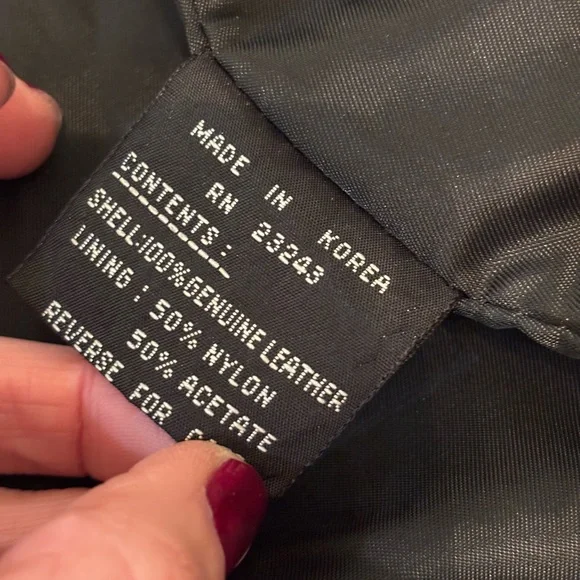 MADE IN KOREA
RN 23243
CONTENTS:
SHELL:100%GENUINE LEATHER
LINING : 50% NYLON
50% ACETATE
REVERSE FOR